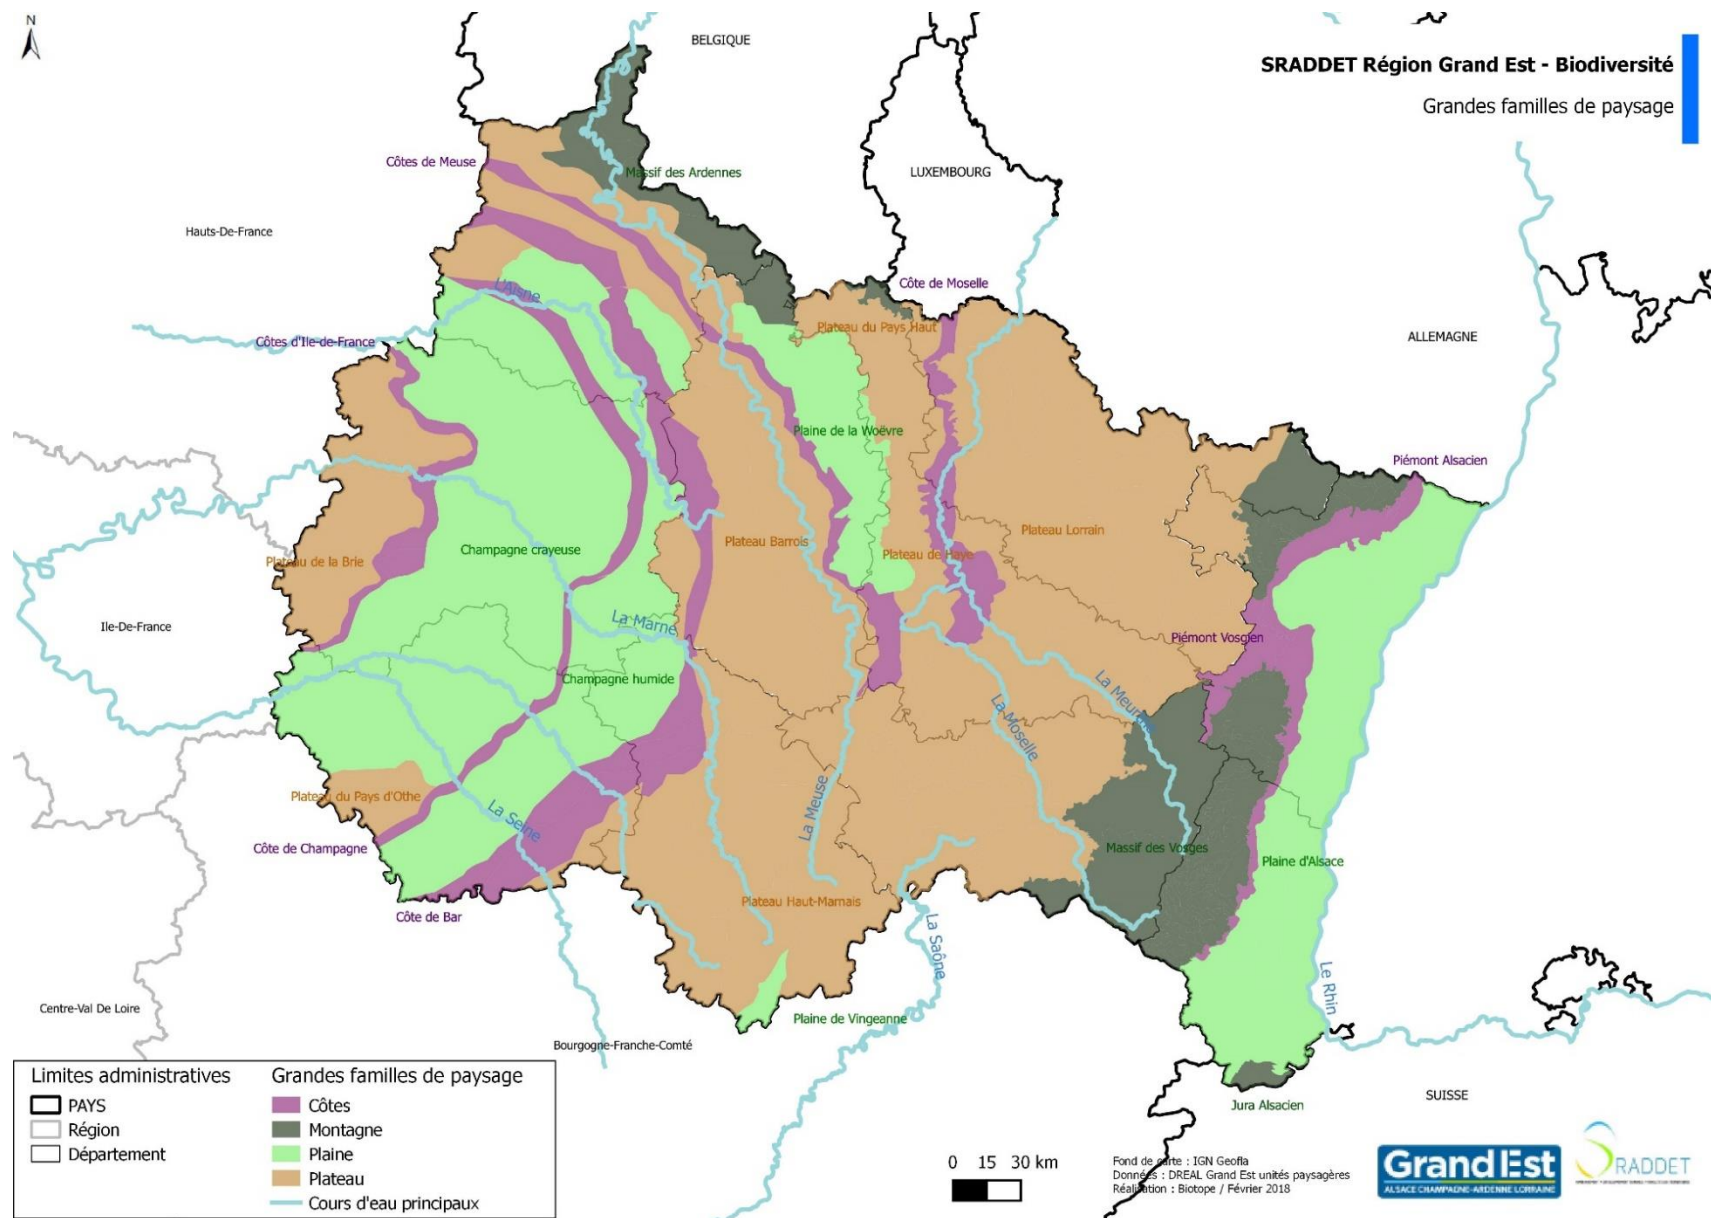 N
BELGIQUE
SRADDET Région Grand Est - Biodiversité
Grandes familles de paysage
Côtes de Meuse
Massif des Ardennes
LUXEMBOURG
Hauts-De-France
L'Aisne
Côte de Moselle
Côtes d'Ile-de-France
Plateau du Pays Haut
ALLEMAGNE
Plaine de la Woëvre
Piémont Alsacien
Plateau de la Brie
Champagne crayeuse
Plateau Barrois
Plateau de Haye
Plateau Lorrain
Ile-De-France
La Marne
Piémont Vosgien
Champagne humide
La Meurthe
La Moselle
Plateau du Pays d'Othe
La Seine
La Meuse
Côte de Champagne
Massif des Vosges
Plaine d'Alsace
Côte de Bar
Plateau Haut-Marnais
La Saône
Le Rhin
Centre-Val De Loire
Plaine de Vingeanne
Bourgogne-Franche-Comté
SUISSE
Jura Alsacien
Limites administratives
PAYS
Région
Département
Grandes familles de paysage
Côtes
Montagne
Plaine
Plateau
Cours d'eau principaux
0 15 30 km
Fond de carte : IGN Geofla
Données : DREAL Grand Est unités paysagères
Réalisation : Biotope / Février 2018
Grand Est
ALSACE CHAMPAGNE-ARDENNE LORRAINE
SRADDET